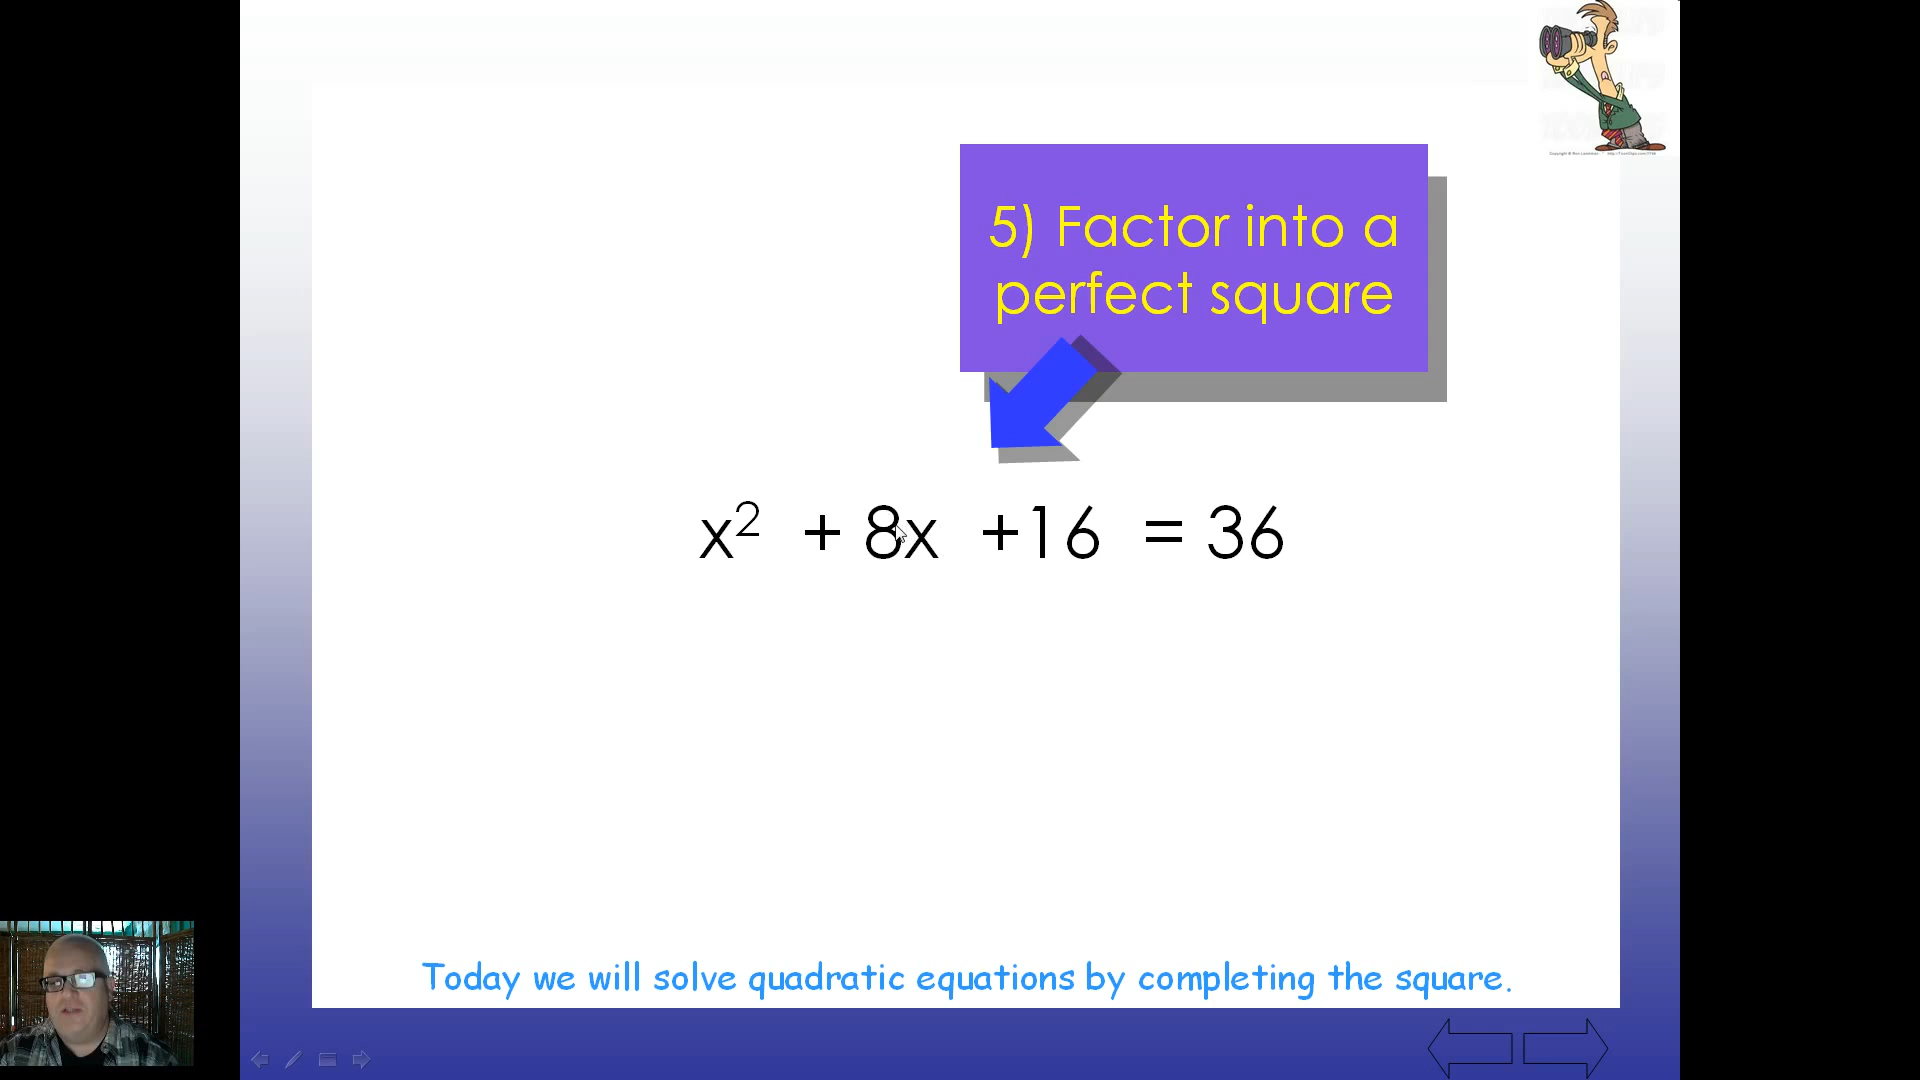 5) Factor into a
perfect square
x² + 8x +16 = 36
Today we will solve quadratic equations by completing the square.